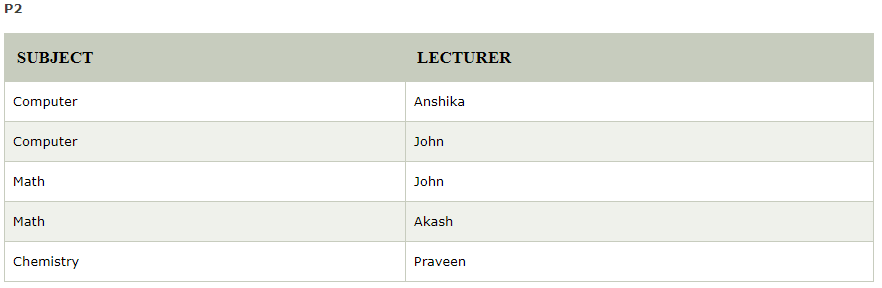 P2
SUBJECT LECTURER
Computer Anshika
Computer John
Math John
Math Akash
Chemistry Praveen